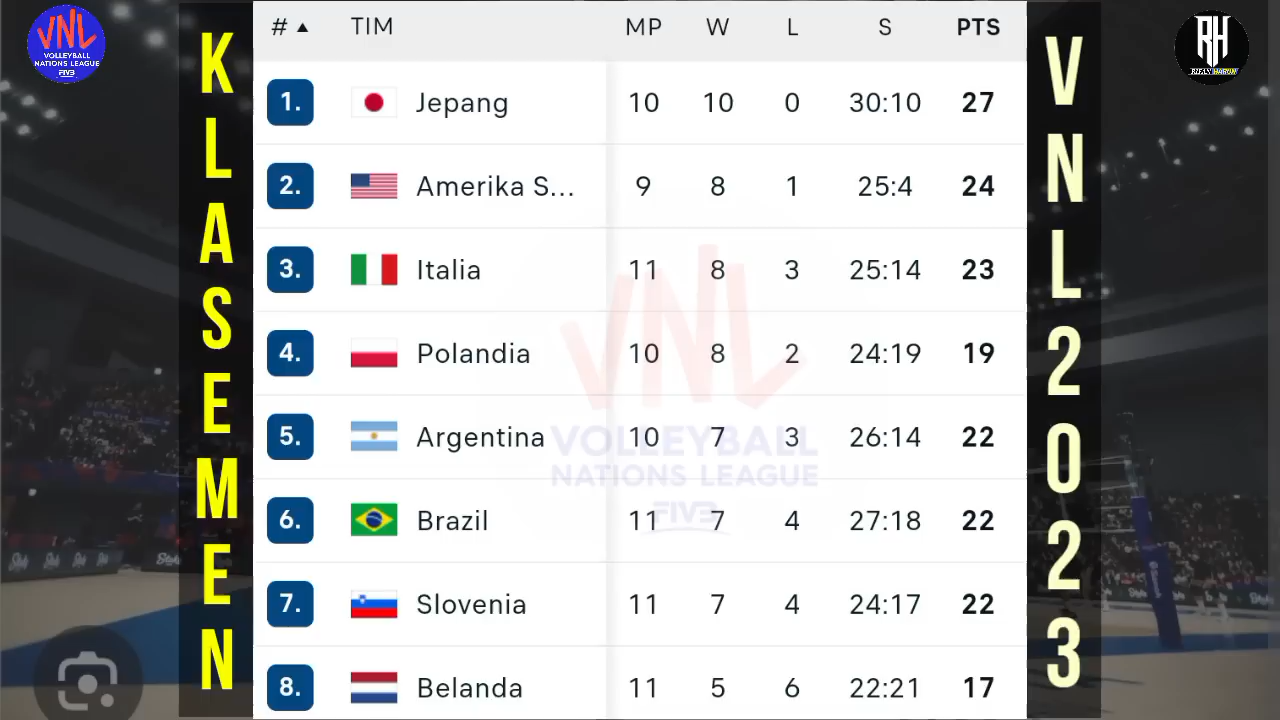 VNL
VOLLEYBALL
NATIONS LEAGUE
FIVB
KLASEMEN
# ▲ TIM MP W L S PTS
1. Jepang 10 10 0 30:10 27
2. Amerika S... 9 8 1 25:4 24
3. Italia 11 8 3 25:14 23
4. Polandia 10 8 2 24:19 19
5. Argentina 10 7 3 26:14 22
6. Brazil 11 7 4 27:18 22
7. Slovenia 11 7 4 24:17 22
8. Belanda 11 5 6 22:21 17
VNL
VOLLEYBALL
NATIONS LEAGUE
FIVB
VNL2023
RH
RIFAN HARUN